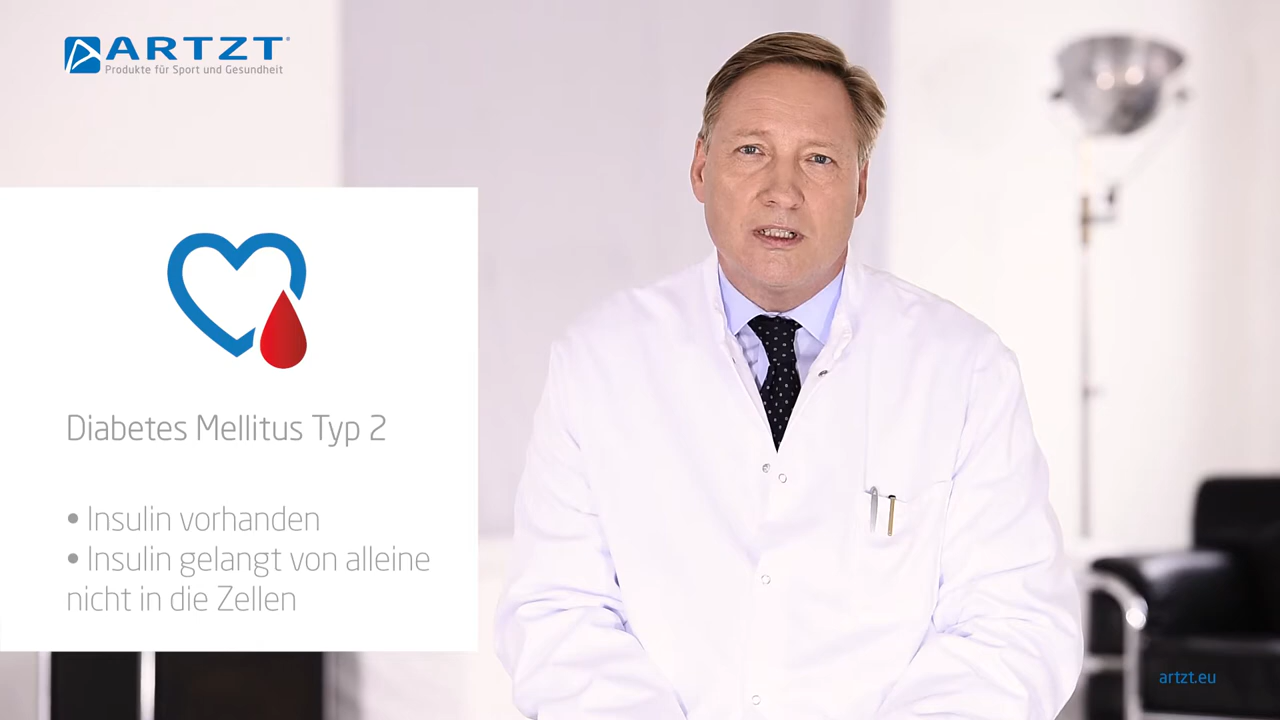 ARTZT®
Produkte für Sport und Gesundheit
Diabetes Mellitus Typ 2
• Insulin vorhanden
• Insulin gelangt von alleine
nicht in die Zellen
artzt.eu